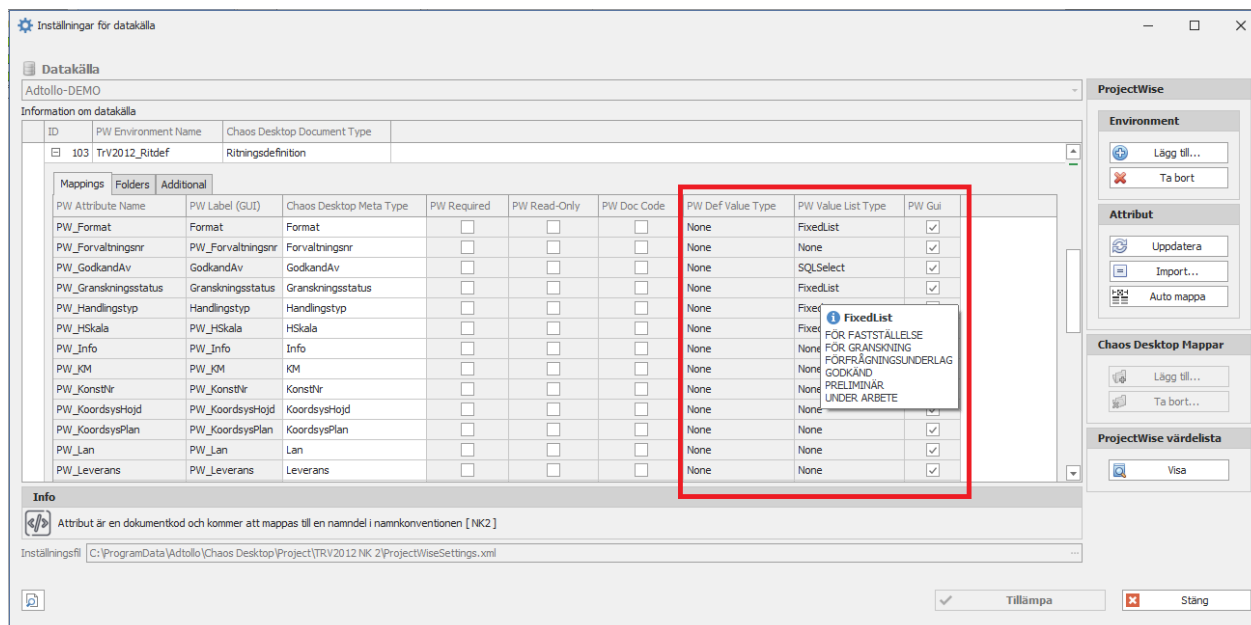 Inställningar för datakälla
Datakälla
Adtollo-DEMO
Information om datakälla
ID PW Environment Name Chaos Desktop Document Type
103 TrV2012_Ritdef Ritningsdefinition
Mappings Folders Additional
PW Attribute Name PW Label (GUI) Chaos Desktop Meta Type PW Required PW Read-Only PW Doc Code PW Def Value Type PW Value List Type PW Gui
PW_Format Format Format None FixedList
PW_Forvaltningsnr PW_Forvaltningsnr Forvaltningsnr None None
PW_GodkandAv GodkandAv GodkandAv None SQLSelect
PW_Granskningsstatus Granskningsstatus Granskningsstatus None FixedList
PW_Handlingstyp Handlingstyp Handlingstyp None Fixed
PW_HSkala PW_HSkala HSkala None Fixed
PW_Info PW_Info Info None None
PW_KM PW_KM KM None None
PW_KonstNr PW_KonstNr KonstNr None None
PW_KoordsysHojd PW_KoordsysHojd KoordsysHojd None None
PW_KoordsysPlan PW_KoordsysPlan KoordsysPlan None None
PW_Lan PW_Lan Lan None None
PW_Leverans PW_Leverans Leverans None None
FixedList
FÖR FASTSTÄLLELSE
FÖR GRANSKNING
FÖRFRÅGNINGSUNDERLAG
GODKÄND
PRELIMINÄR
UNDER ARBETE
Info
Attribut är en dokumentkod och kommer att mappas till en namndel i namnkonventionen [ NK2 ]
Inställningsfil C:\ProgramData\Adtollo\Chaos Desktop\Project\TRV2012 NK 2\ProjectWiseSettings.xml ...
ProjectWise
Environment
Lägg till...
Ta bort
Attribut
Uppdatera
Import...
Auto mappa
Chaos Desktop Mappar
Lägg till...
Ta bort...
ProjectWise värdelista
Visa
Tillämpa
Stäng